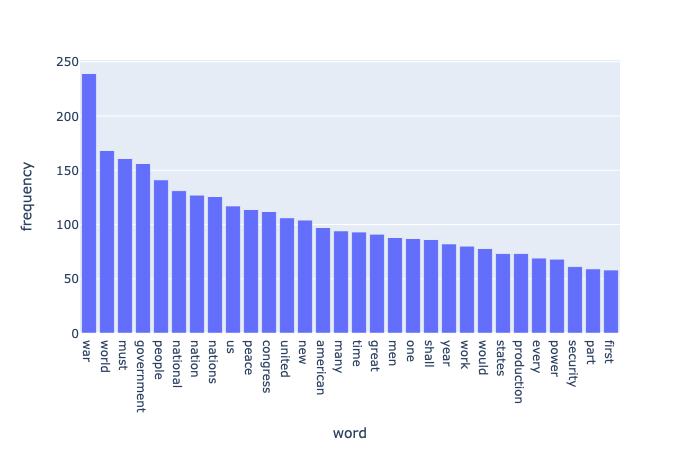 250
200
150
100
50
0
frequency
war
world
must
government
people
national
nation
nations
us
peace
congress
united
new
american
many
time
great
men
one
shall
year
work
would
states
production
every
power
security
part
first
word